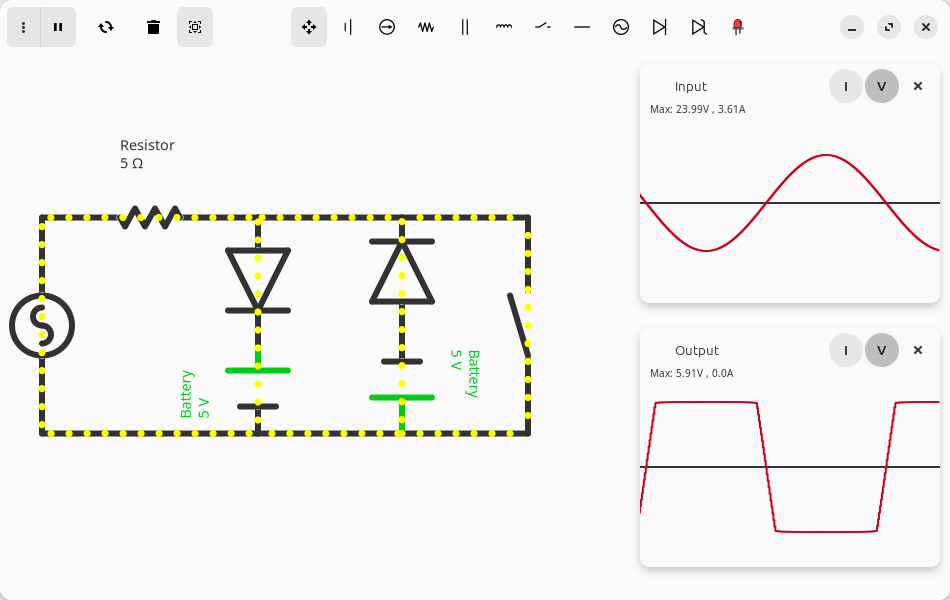 Resistor
5 Ω
Battery
5 V
Battery
5 V
Input
I
V
Max: 23.99V , 3.61A
Output
I
V
Max: 5.91V , 0.0A